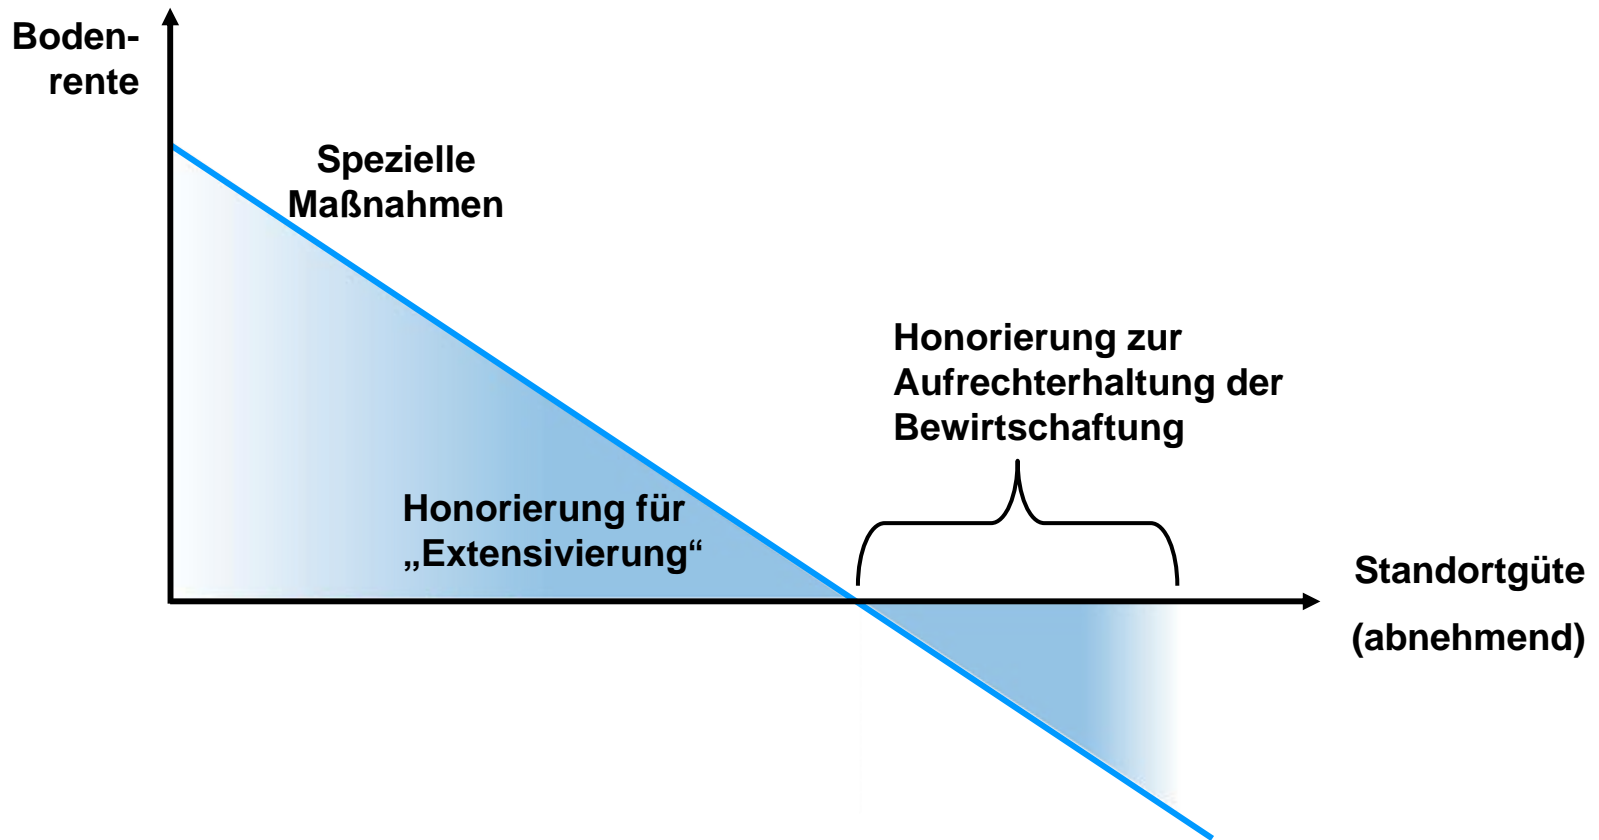 Boden-
rente
Spezielle
Maßnahmen
Honorierung zur
Aufrechterhaltung der
Bewirtschaftung
Honorierung für
„Extensivierung“
Standortgüte
(abnehmend)